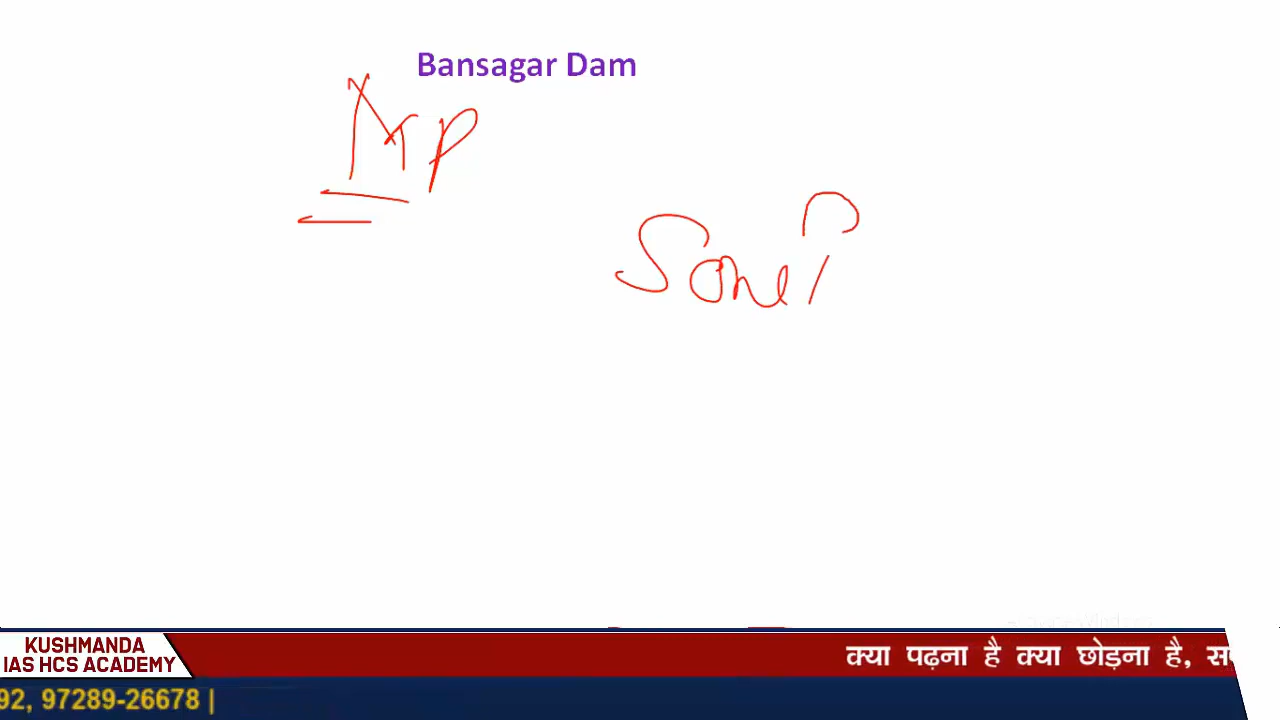 Bansagar Dam
MP
Sone
KUSHMANDA
IAS HCS ACADEMY
क्या पढ़ना है क्या छोड़ना है,
92, 97289-26678 |